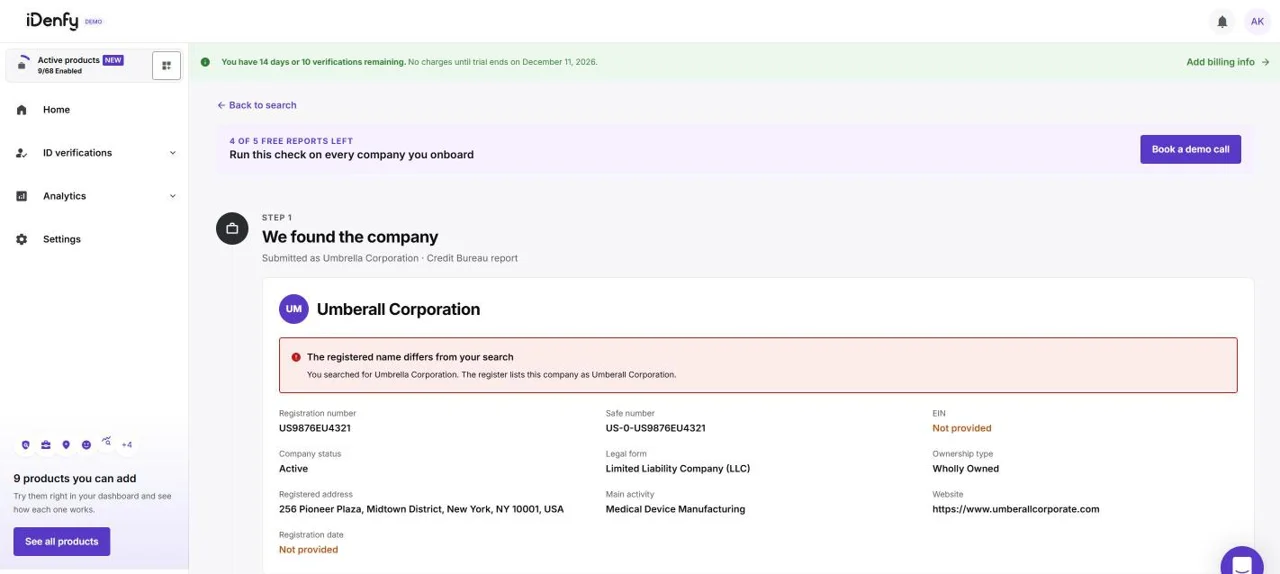 iDenfy DEMO
AK
Active products NEW
9/68 Enabled
You have 14 days or 10 verifications remaining. No charges until trial ends on December 11, 2026.
Add billing info →
Home
ID verifications
Analytics
Settings
← Back to search
4 OF 5 FREE REPORTS LEFT
Run this check on every company you onboard
Book a demo call
STEP 1
We found the company
Submitted as Umbrella Corporation · Credit Bureau report
UM Umberall Corporation
The registered name differs from your search
You searched for Umbrella Corporation. The register lists this company as Umberall Corporation.
Registration number Safe number EIN
US9876EU4321 US-0-US9876EU4321 Not provided
Company status Legal form Ownership type
Active Limited Liability Company (LLC) Wholly Owned
Registered address Main activity Website
256 Pioneer Plaza, Midtown District, New York, NY 10001, USA Medical Device Manufacturing https://www.umberallcorporate.com
Registration date
Not provided
+4
9 products you can add
Try them right in your dashboard and see
how each one works.
See all products